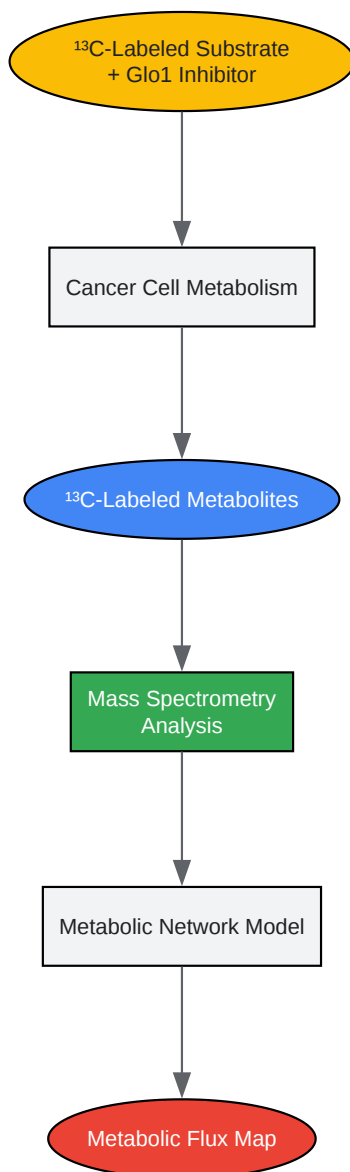 ¹³C-Labeled Substrate
+ Glo1 Inhibitor
Cancer Cell Metabolism
¹³C-Labeled Metabolites
Mass Spectrometry
Analysis
Metabolic Network Model
Metabolic Flux Map